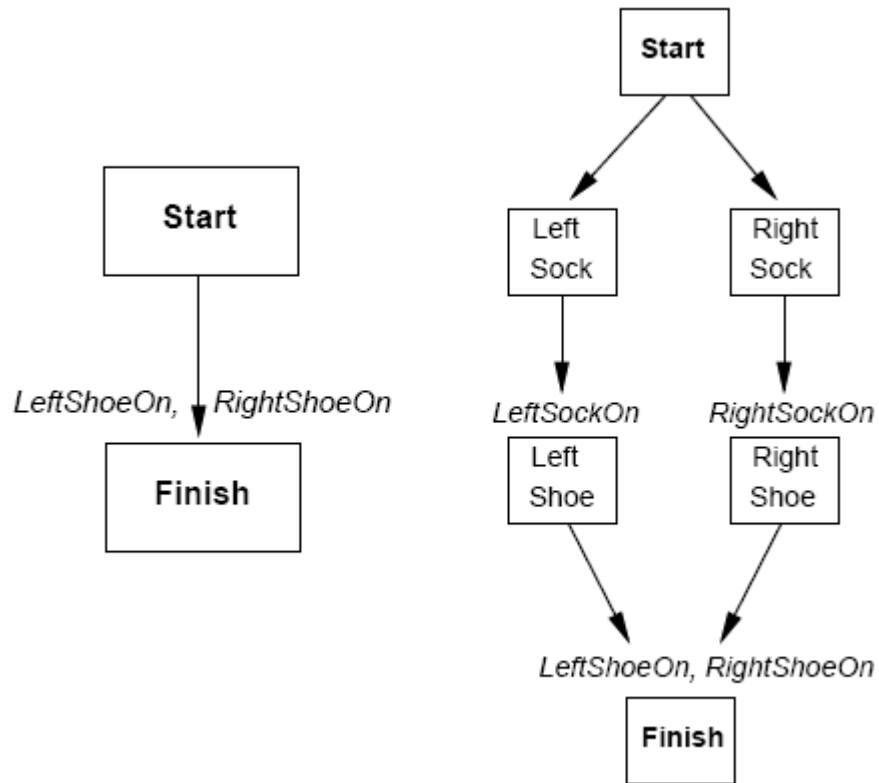 Start
LeftShoeOn, RightShoeOn
Finish
Start
Left
Sock
Right
Sock
LeftSockOn
RightSockOn
Left
Shoe
Right
Shoe
LeftShoeOn, RightShoeOn
Finish